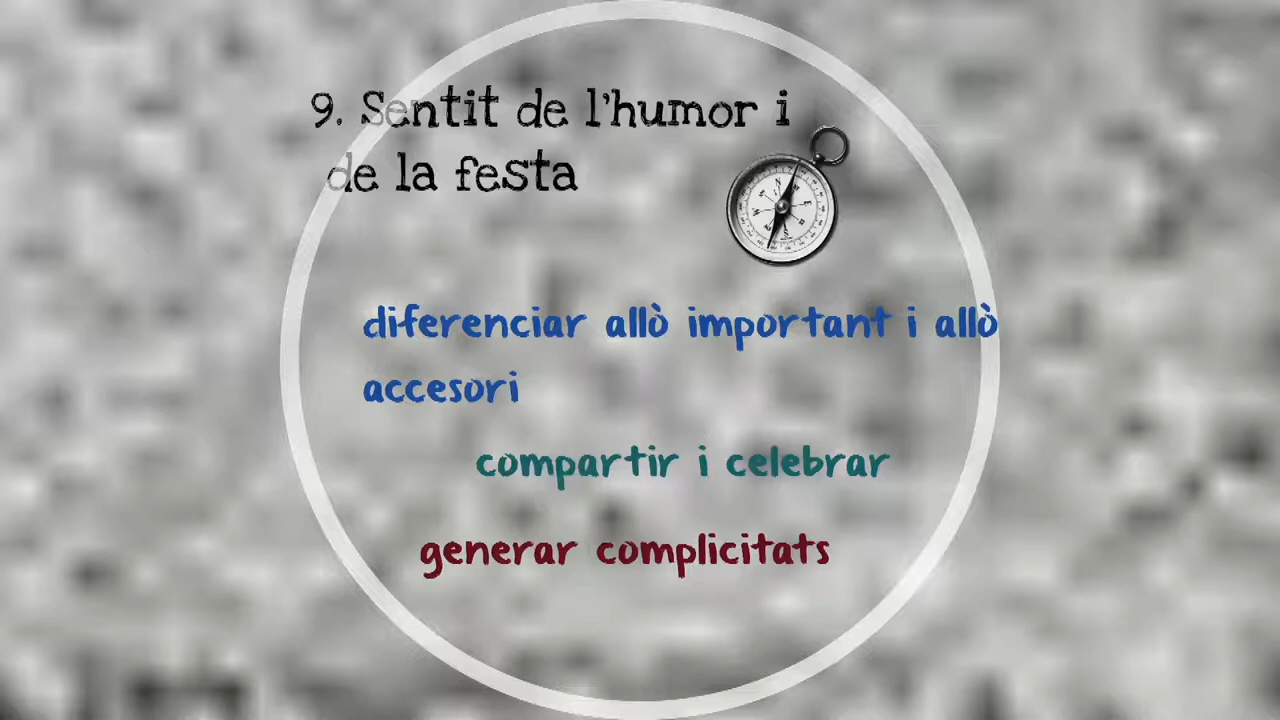 9. Sentit de l'humor i
de la festa
diferenciar allò important i allò
accesori
compartir i celebrar
generar complicitats